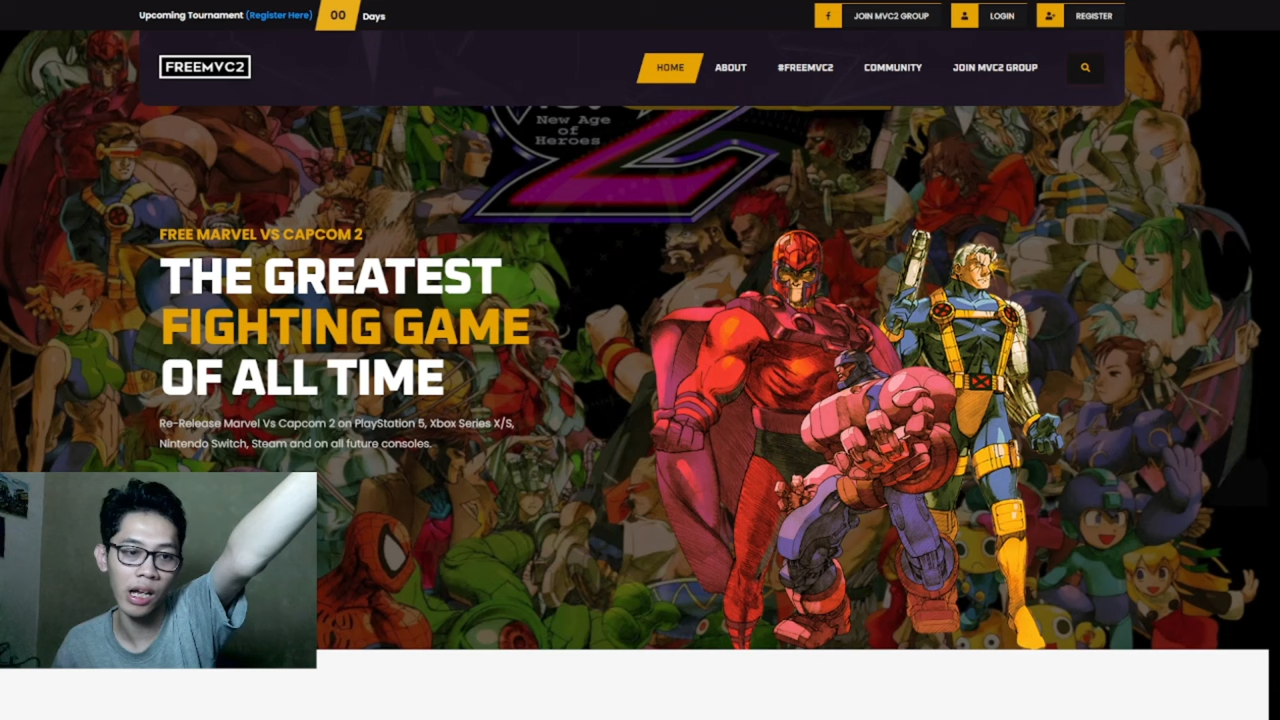 Upcoming Tournament (Register Here) 00 Days
JOIN MVC2 GROUP
LOGIN
REGISTER
FREEMVC2
HOME
ABOUT
#FREEMVC2
COMMUNITY
JOIN MVC2 GROUP
New Age
of
Heroes
FREE MARVEL VS CAPCOM 2
THE GREATEST
FIGHTING GAME
OF ALL TIME
Re-Release Marvel Vs Capcom 2 on PlayStation 5, Xbox Series X/S,
Nintendo Switch, Steam and on all future consoles.